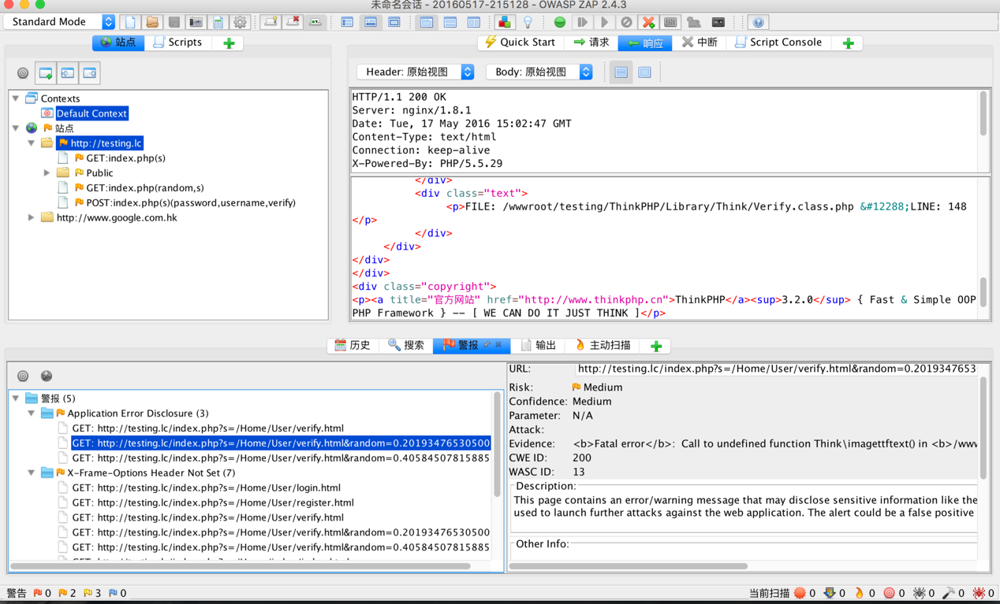 未命名会话 - 20160517-215128 - OWASP ZAP 2.4.3
Standard Mode
站点
Scripts
Quick Start
请求
响应
中断
Script Console
Header: 原始视图
Body: 原始视图
Contexts
Default Context
站点
http://testing.lc
GET:index.php(s)
Public
GET:index.php(random,s)
POST:index.php(s)(password,username,verify)
http://www.google.com.hk
HTTP/1.1 200 OK
Server: nginx/1.8.1
Date: Tue, 17 May 2016 15:02:47 GMT
Content-Type: text/html
Connection: keep-alive
X-Powered-By: PHP/5.5.29
</div>
<div class="text">
<p>FILE: /wwwroot/testing/ThinkPHP/Library/Think/Verify.class.php &#12288;LINE: 148
</p>
</div>
</div>
</div>
</div>
<div class="copyright">
<p><a title="官方网站" href="http://www.thinkphp.cn">ThinkPHP</a><sup>3.2.0</sup> { Fast & Simple OOP
PHP Framework } -- [ WE CAN DO IT JUST THINK ]</p>
历史
搜索
警报
输出
主动扫描
警报 (5)
Application Error Disclosure (3)
GET: http://testing.lc/index.php?s=/Home/User/verify.html
GET: http://testing.lc/index.php?s=/Home/User/verify.html&random=0.20193476530500
GET: http://testing.lc/index.php?s=/Home/User/verify.html&random=0.40584507815885
X-Frame-Options Header Not Set (7)
GET: http://testing.lc/index.php?s=/Home/User/login.html
GET: http://testing.lc/index.php?s=/Home/User/register.html
GET: http://testing.lc/index.php?s=/Home/User/verify.html
GET: http://testing.lc/index.php?s=/Home/User/verify.html&random=0.20193476530500
GET: http://testing.lc/index.php?s=/Home/User/verify.html&random=0.40584507815885
URL: http://testing.lc/index.php?s=/Home/User/verify.html&random=0.2019347653
Risk: Medium
Confidence: Medium
Parameter: N/A
Attack:
Evidence: <b>Fatal error</b>: Call to undefined function Think\imagettftext() in <b>/www
CWE ID: 200
WASC ID: 13
Description:
This page contains an error/warning message that may disclose sensitive information like the
used to launch further attacks against the web application. The alert could be a false positive
Other Info:
警告 0 2 3 0
当前扫描 0 0 0 0 0 0 0